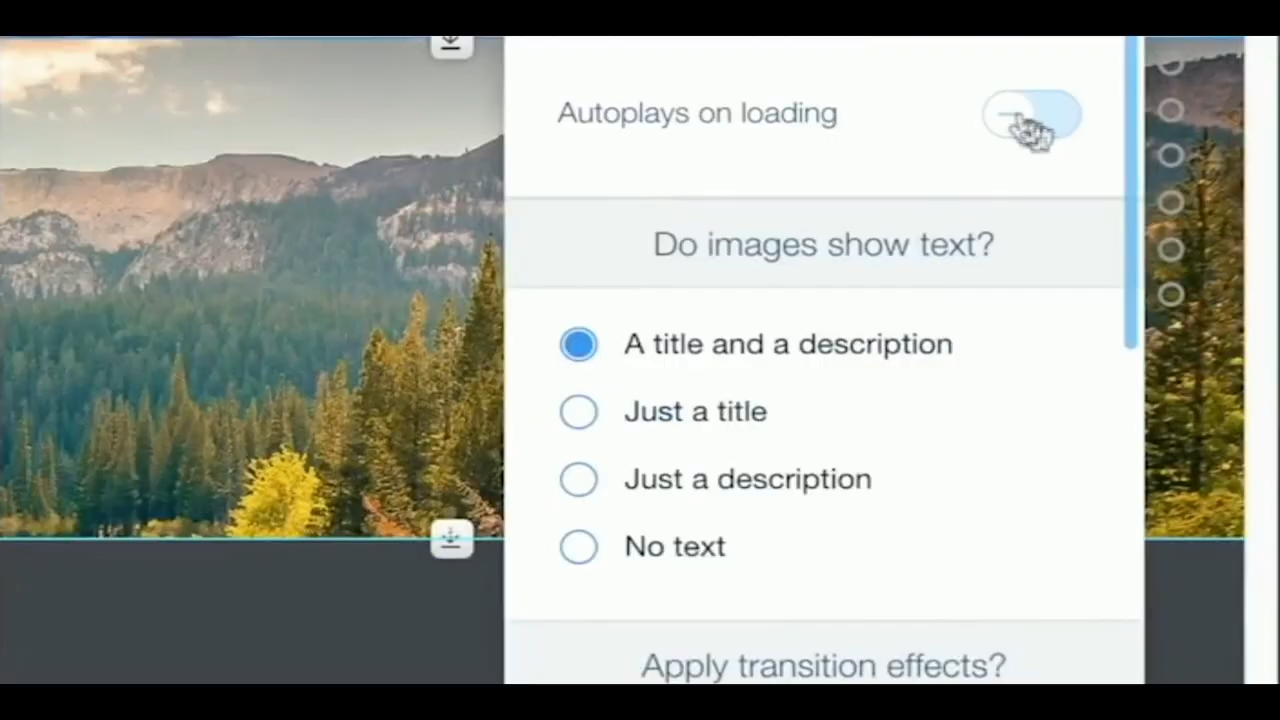 Autoplays on loading
Do images show text?
A title and a description
Just a title
Just a description
No text
Apply transition effects?